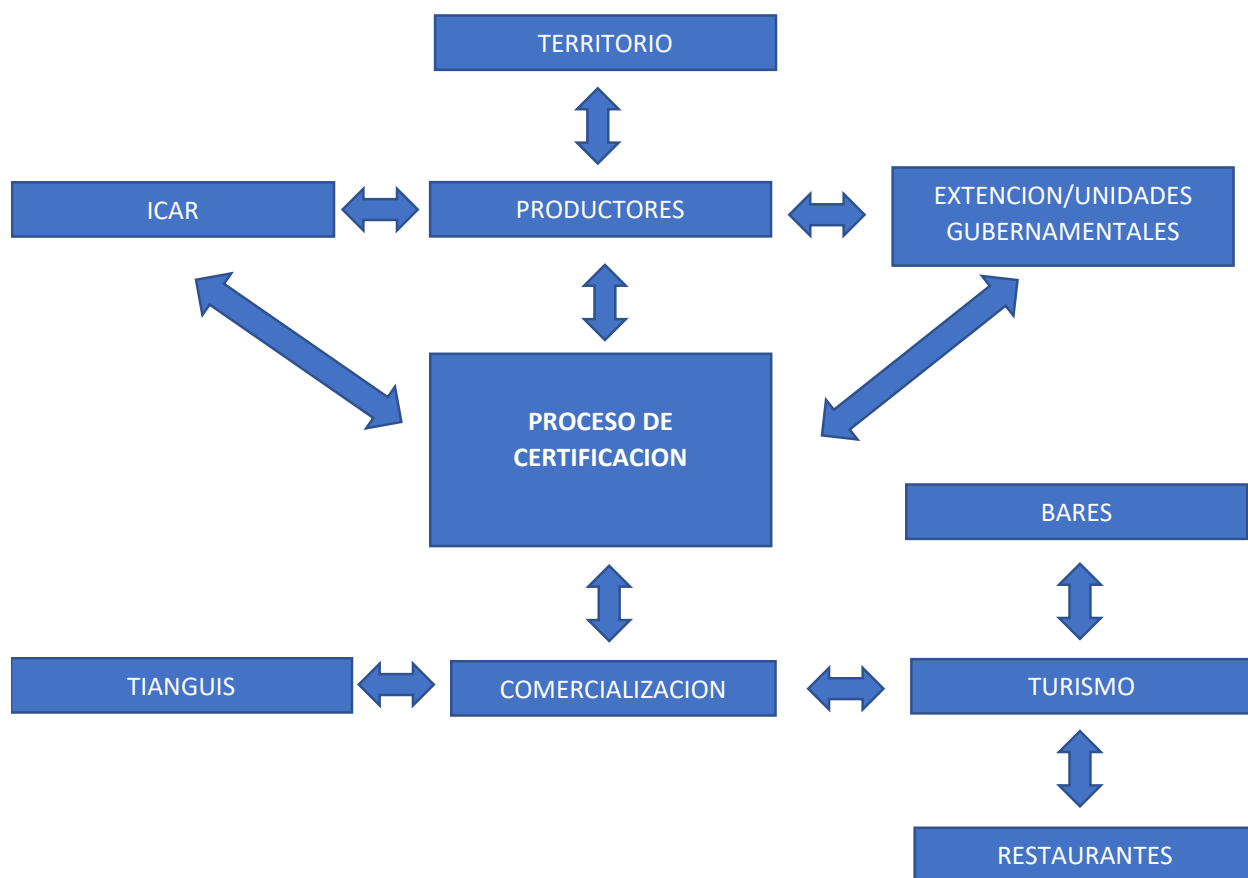 TERRITORIO
ICAR
PRODUCTORES
EXTENCION/UNIDADES
GUBERNAMENTALES
PROCESO DE
CERTIFICACION
BARES
TIANGUIS
COMERCIALIZACION
TURISMO
RESTAURANTES